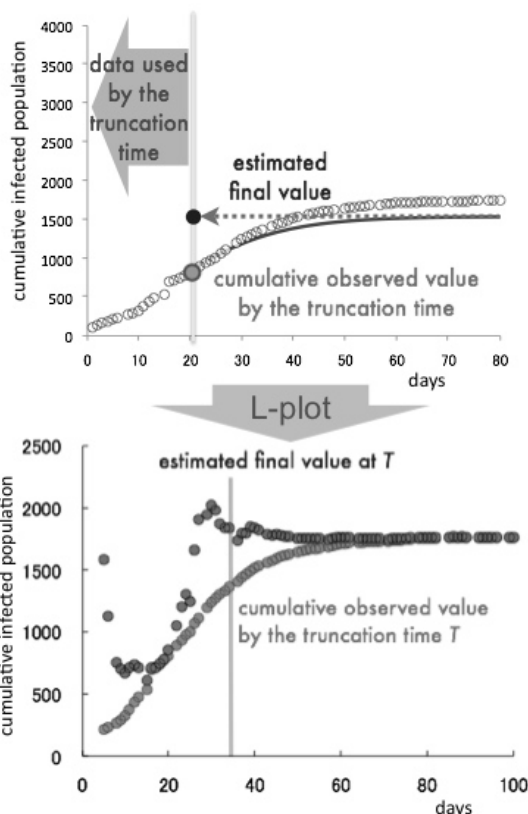 4000
3500
3000
2500
2000
1500
1000
500
0
cumulative infected population
data used
by the
truncation
time
estimated
final value
cumulative observed value
by the truncation time
0 10 20 30 40 50 60 70 80
days
L-plot
2500
2000
1500
1000
500
0
cumulative infected population
estimated final value at T
cumulative observed value
by the truncation time T
0 20 40 60 80 100
days